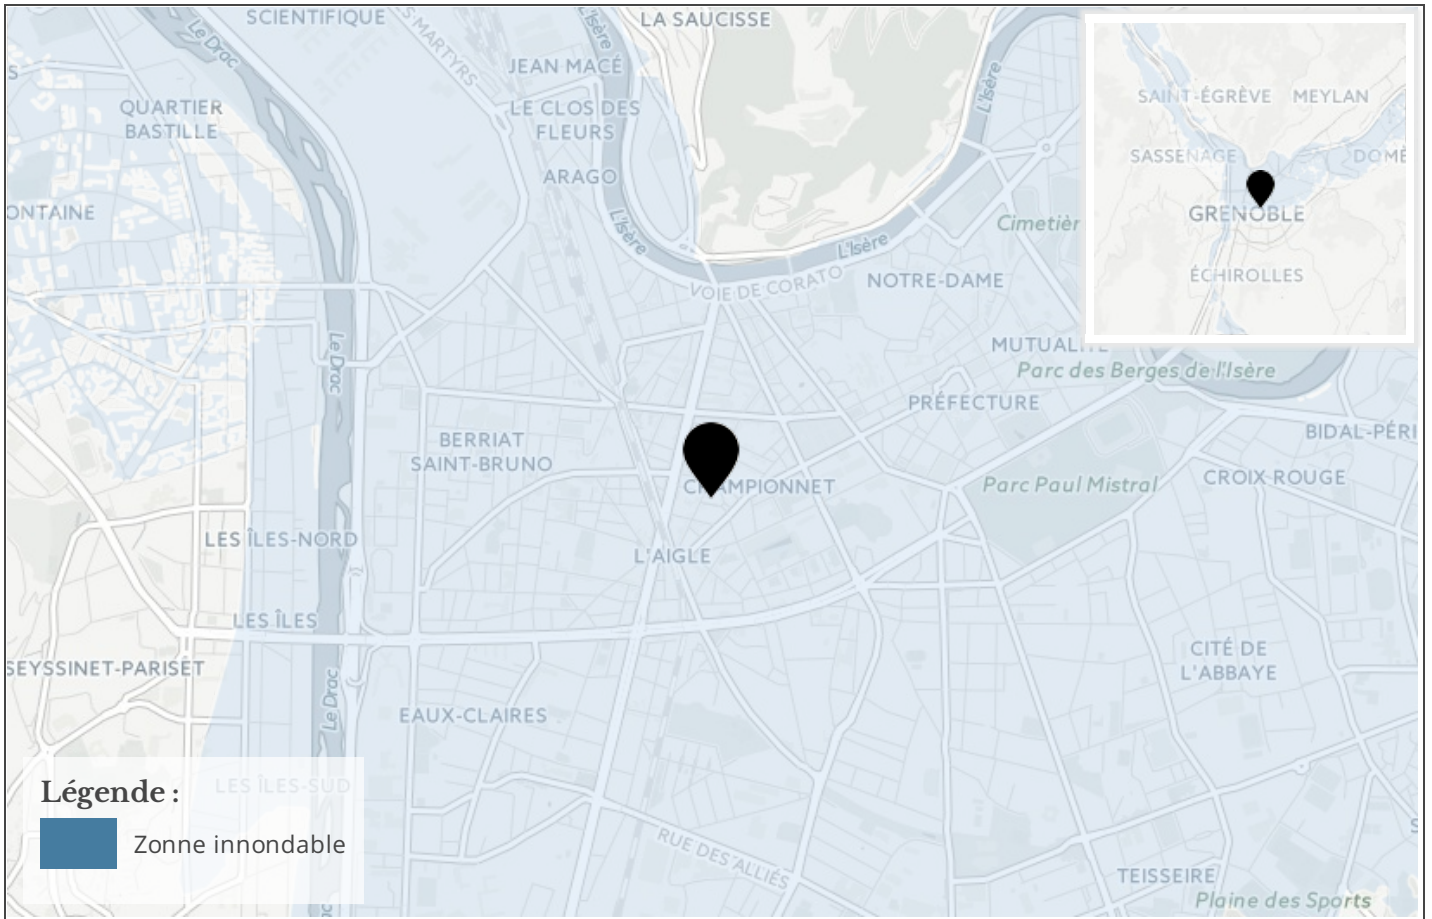 SCIENTIFIQUE
LA SAUCISSE
Le Drac
S MARTYRS
L'Isère
JEAN MACÉ
S
QUARTIER
BASTILLE
LE CLOS DES
FLEURS
L'Isère
ARAGO
ONTAINE
L'Isère
Cimetièr
L'Isère
VOIE DE CORATO
NOTRE-DAME
MUTUALITÉ
Parc des Berges de l'Isère
Le Drac
PRÉFECTURE
BERRIAT
SAINT-BRUNO
BIDAL-PÉRI
CHAMPIONNET
Parc Paul Mistral
CROIX ROUGE
LES ÎLES-NORD
L'AIGLE
LES ÎLES
SEYSSINET-PARISET
CITÉ DE
L'ABBAYE
Le Drac
EAUX-CLAIRES
LES ÎLES-SUD
RUE DES ALLIÉS
TEISSEIRE
Plaine des Sports
S
SAINT-ÉGRÈVE
MEYLAN
SASSENAGE
DOMÈ
GRENOBLE
ÉCHIROLLES
Légende :
Zonne innondable